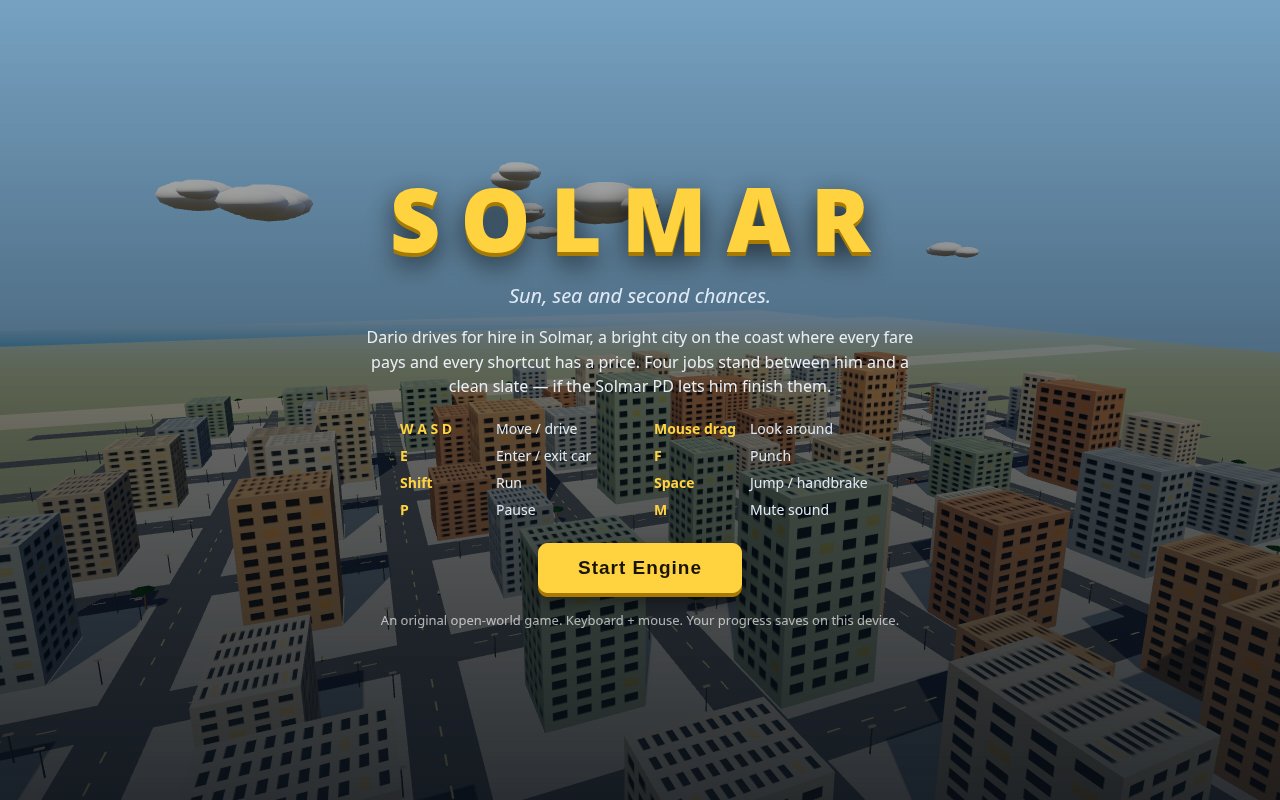 SOLMAR
Sun, sea and second chances.
Dario drives for hire in Solmar, a bright city on the coast where every fare
pays and every shortcut has a price. Four jobs stand between him and a
clean slate — if the Solmar PD lets him finish them.
W A S D Move / drive Mouse drag Look around
E Enter / exit car F Punch
Shift Run Space Jump / handbrake
P Pause M Mute sound
Start Engine
An original open-world game. Keyboard + mouse. Your progress saves on this device.